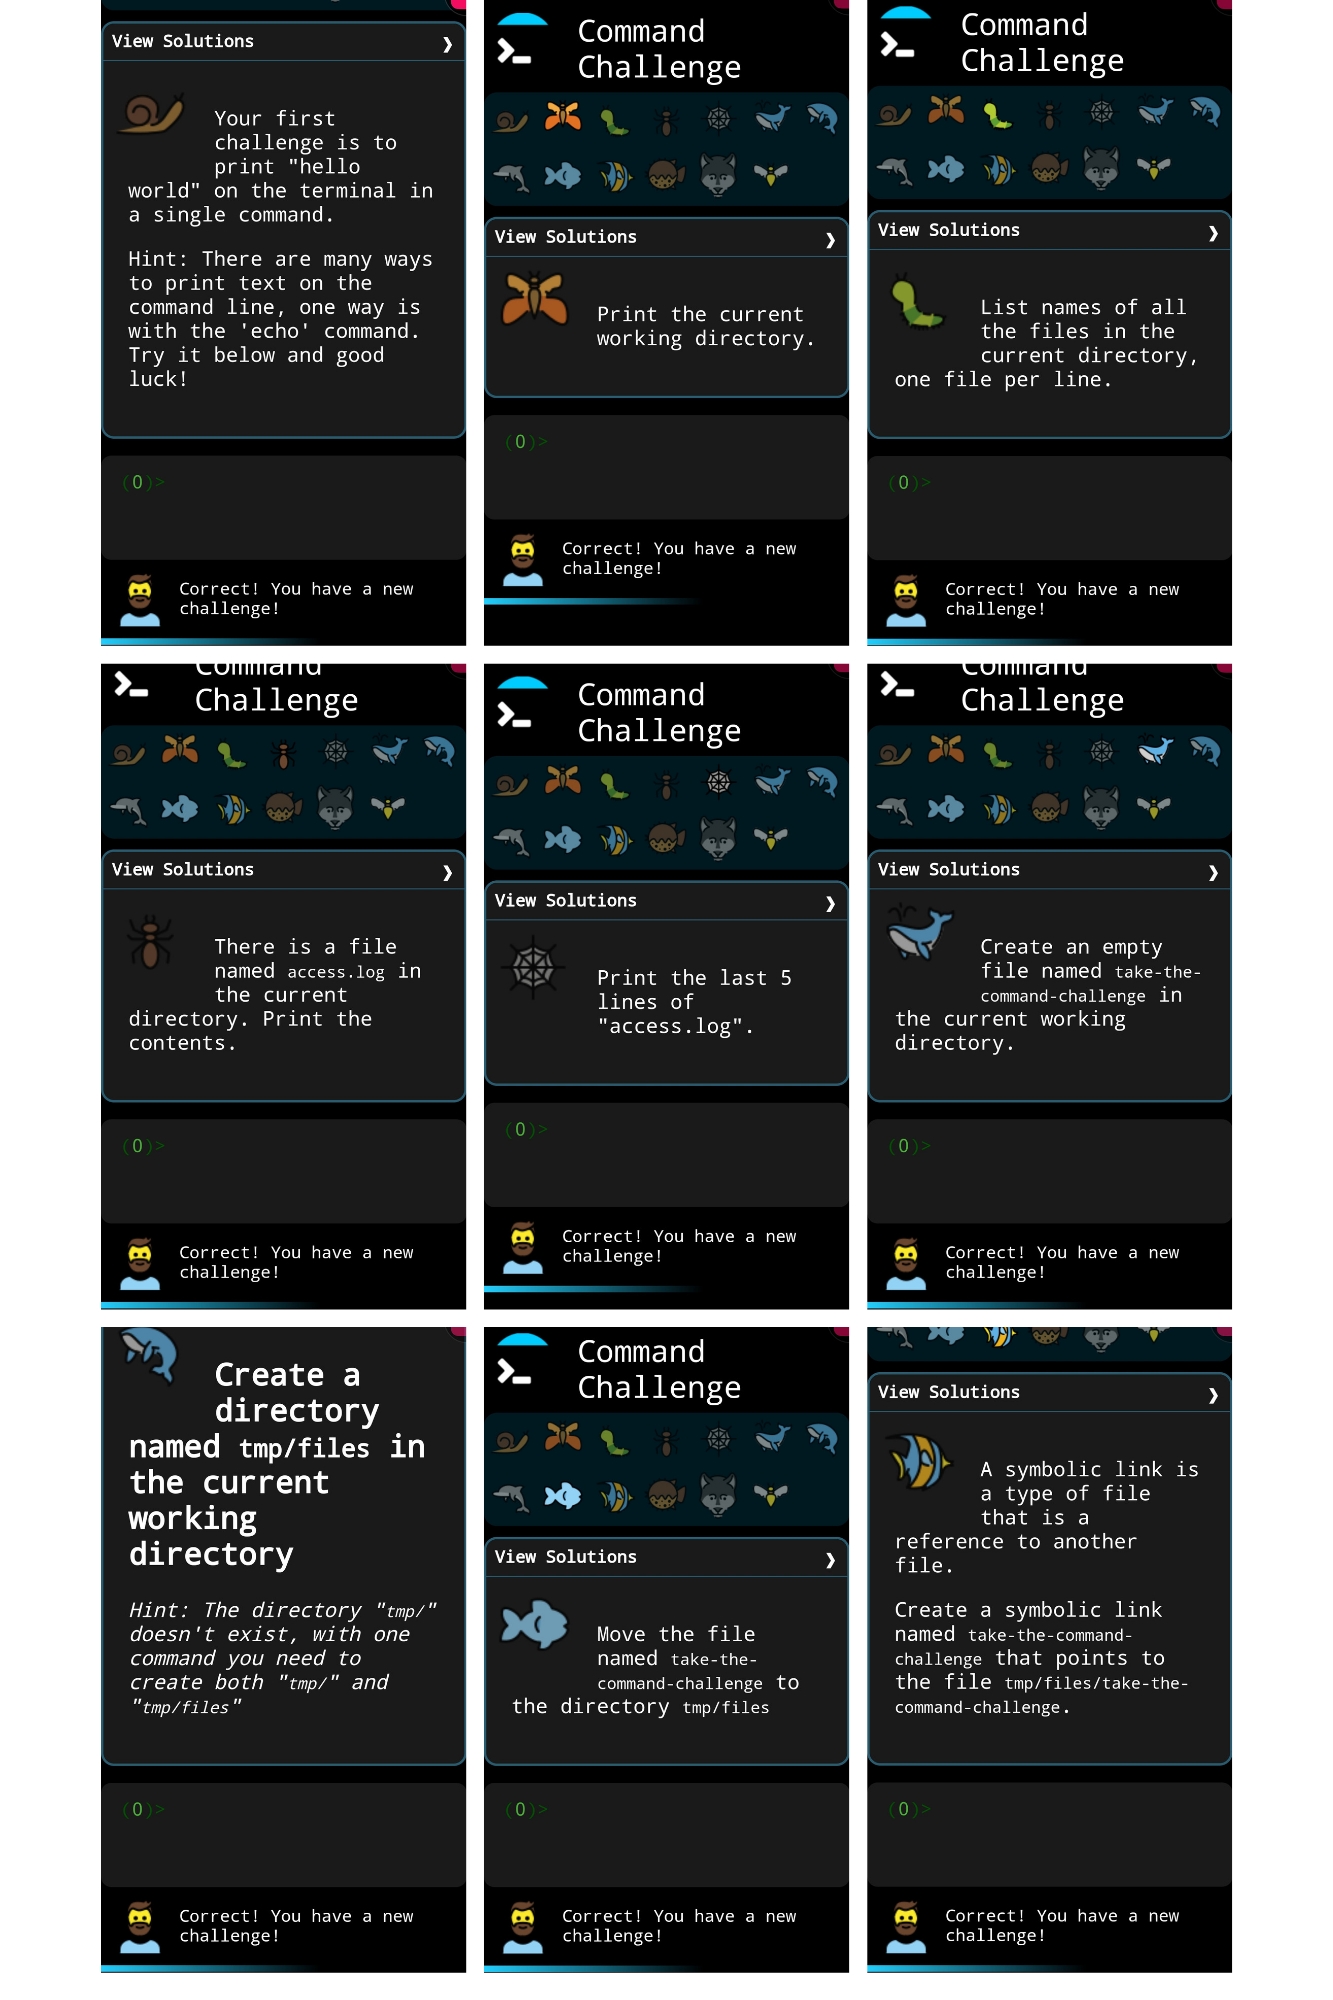 View Solutions ❯
Your first
challenge is to
print "hello
world" on the terminal in
a single command.
Hint: There are many ways
to print text on the
command line, one way is
with the 'echo' command.
Try it below and good
luck!
(0)>
Correct! You have a new
challenge!
Command
Challenge
View Solutions ❯
Print the current
working directory.
(0)>
Correct! You have a new
challenge!
Command
Challenge
View Solutions ❯
List names of all
the files in the
current directory,
one file per line.
(0)>
Correct! You have a new
challenge!
Command
Challenge
View Solutions ❯
There is a file
named access.log in
the current
directory. Print the
contents.
(0)>
Correct! You have a new
challenge!
Command
Challenge
View Solutions ❯
Print the last 5
lines of
"access.log".
(0)>
Correct! You have a new
challenge!
Command
Challenge
View Solutions ❯
Create an empty
file named take-the-
command-challenge in
the current working
directory.
(0)>
Correct! You have a new
challenge!
Create a
directory
named tmp/files in
the current
working
directory
Hint: The directory "tmp/"
doesn't exist, with one
command you need to
create both "tmp/" and
"tmp/files"
(0)>
Correct! You have a new
challenge!
Command
Challenge
View Solutions ❯
Move the file
named take-the-
command-challenge to
the directory tmp/files
(0)>
Correct! You have a new
challenge!
View Solutions ❯
A symbolic link is
a type of file
that is a
reference to another
file.
Create a symbolic link
named take-the-command-
challenge that points to
the file tmp/files/take-the-
command-challenge.
(0)>
Correct! You have a new
challenge!